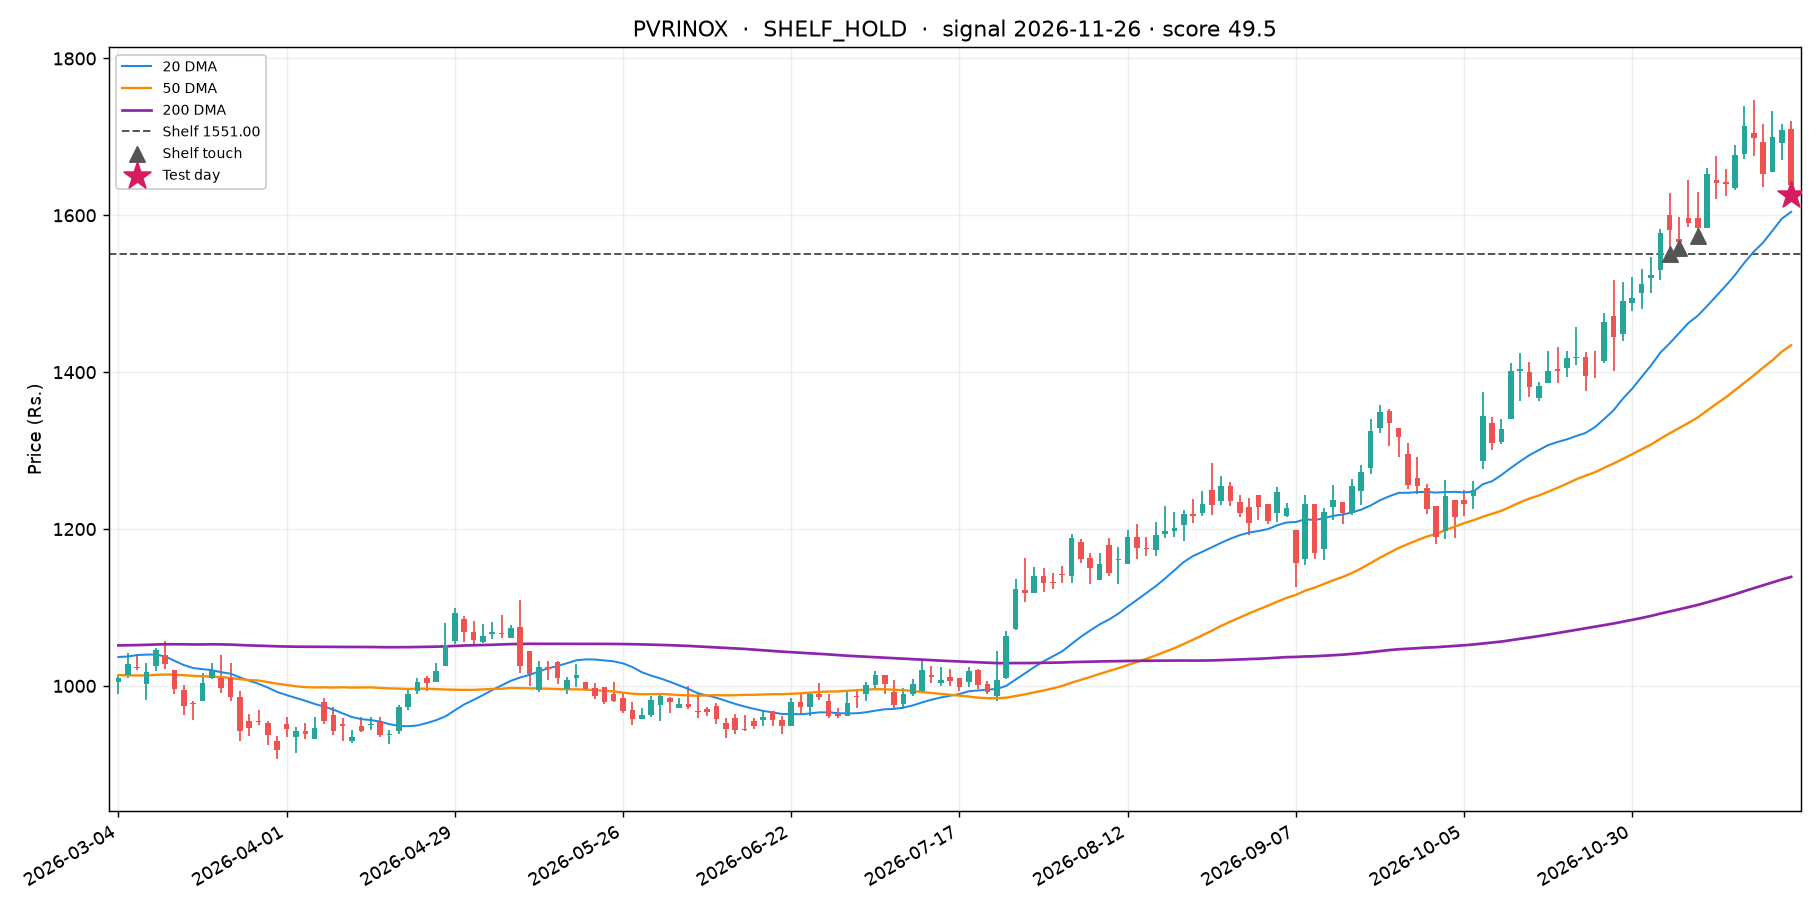 PVRINOX · SHELF_HOLD · signal 2026-11-26 · score 49.5
20 DMA
50 DMA
200 DMA
Shelf 1551.00
Shelf touch
Test day
Price (Rs.)
1800
1600
1400
1200
1000
2026-03-04
2026-04-01
2026-04-29
2026-05-26
2026-06-22
2026-07-17
2026-08-12
2026-09-07
2026-10-05
2026-10-30